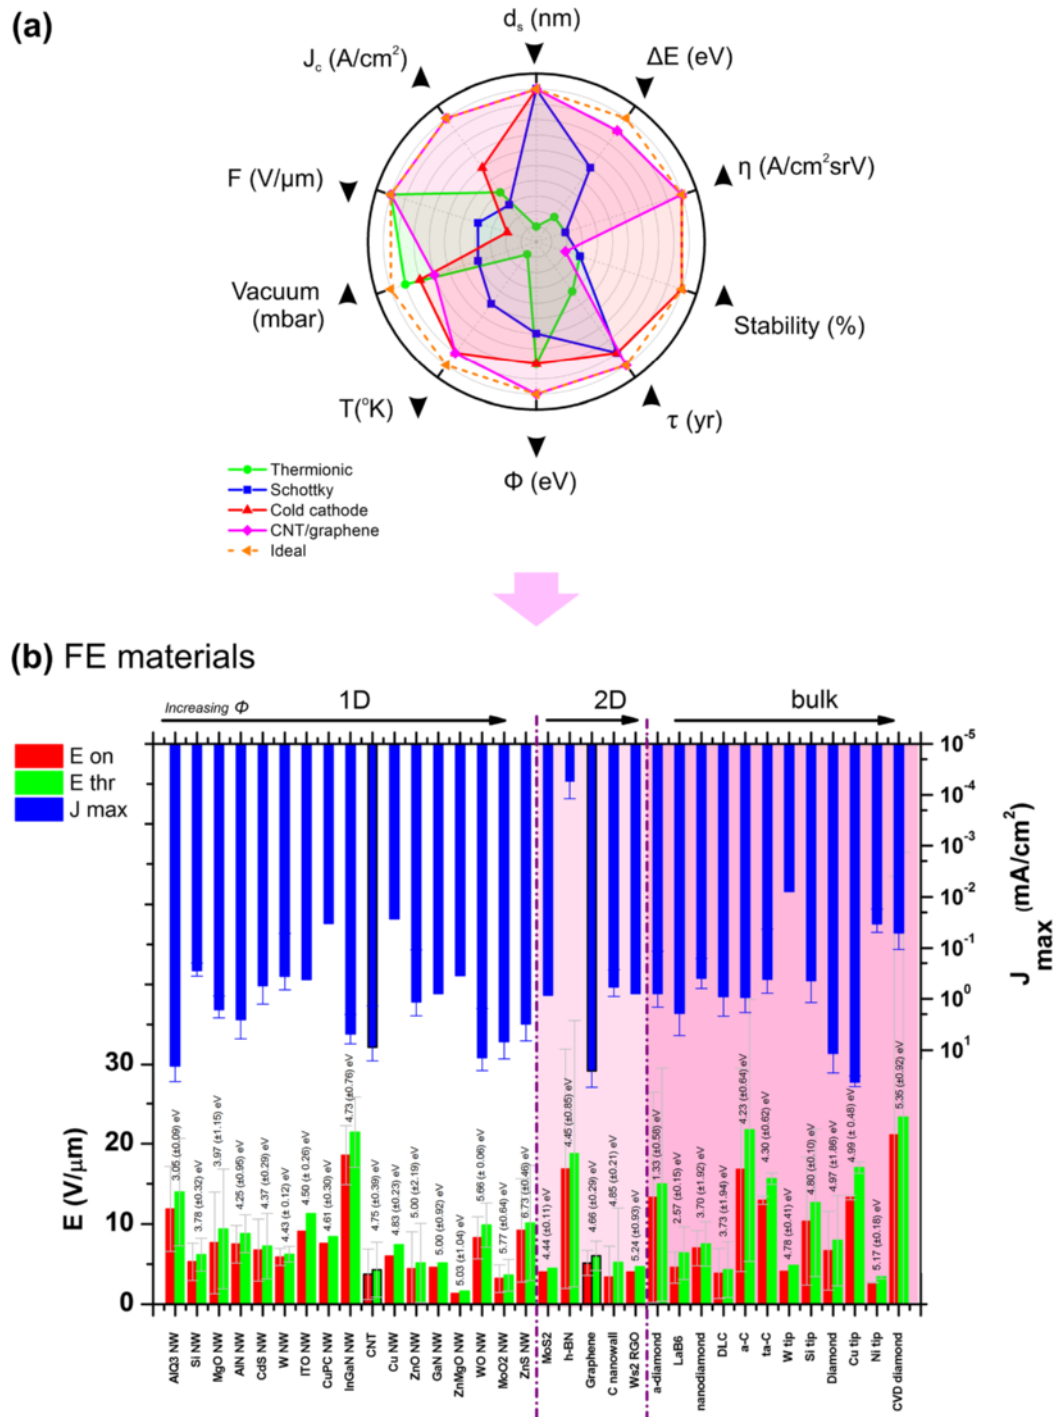 (a)
d_s (nm)
J_c (A/cm²)
ΔE (eV)
F (V/µm)
η (A/cm²srV)
Vacuum
(mbar)
Stability (%)
T(°K)
τ (yr)
Φ (eV)
Thermionic
Schottky
Cold cathode
CNT/graphene
Ideal
(b) FE materials
Increasing Φ
1D
2D
bulk
E on
E thr
J max
10⁻⁵
10⁻⁴
10⁻³
10⁻²
10⁻¹
10⁰
10¹
J max (mA/cm²)
30
20
10
0
E (V/µm)
3.05 (±0.09) eV
3.78 (±0.32) eV
3.97 (±1.15) eV
4.25 (±0.95) eV
4.37 (±0.29) eV
4.43 (± 0.12) eV
4.50 (± 0.26) eV
4.61 (±0.30) eV
4.73 (±0.76) eV
4.75 (±0.39) eV
4.83 (±0.23) eV
5.00 (±2.19) eV
5.00 (±0.92) eV
5.03 (±1.04) eV
5.66 (± 0.06) eV
5.77 (±0.64) eV
6.73 (±0.46) eV
4.44 (±0.11) eV
4.45 (±0.85) eV
4.66 (±0.29) eV
4.85 (±0.21) eV
5.24 (±0.93) eV
1.33 (±0.58) eV
2.57 (±0.15) eV
3.70 (±1.92) eV
3.73 (±1.94) eV
4.23 (±0.64) eV
4.30 (±0.62) eV
4.78 (±0.41) eV
4.80 (±0.10) eV
4.97 (±1.86) eV
4.99 (± 0.48) eV
5.17 (±0.18) eV
5.35 (±0.92) eV
AlQ3 NW
Si NW
MgO NW
AlN NW
CdS NW
W NW
ITO NW
CuPC NW
InGaN NW
CNT
Cu NW
ZnO NW
GaN NW
ZnMgO NW
WO NW
MoO2 NW
ZnS NW
MoS2
h-BN
Graphene
C nanowall
Ws2 RGO
a-diamond
LaB6
nanodiamond
DLC
a-C
ta-C
W tip
Si tip
Diamond
Cu tip
Ni tip
CVD diamond